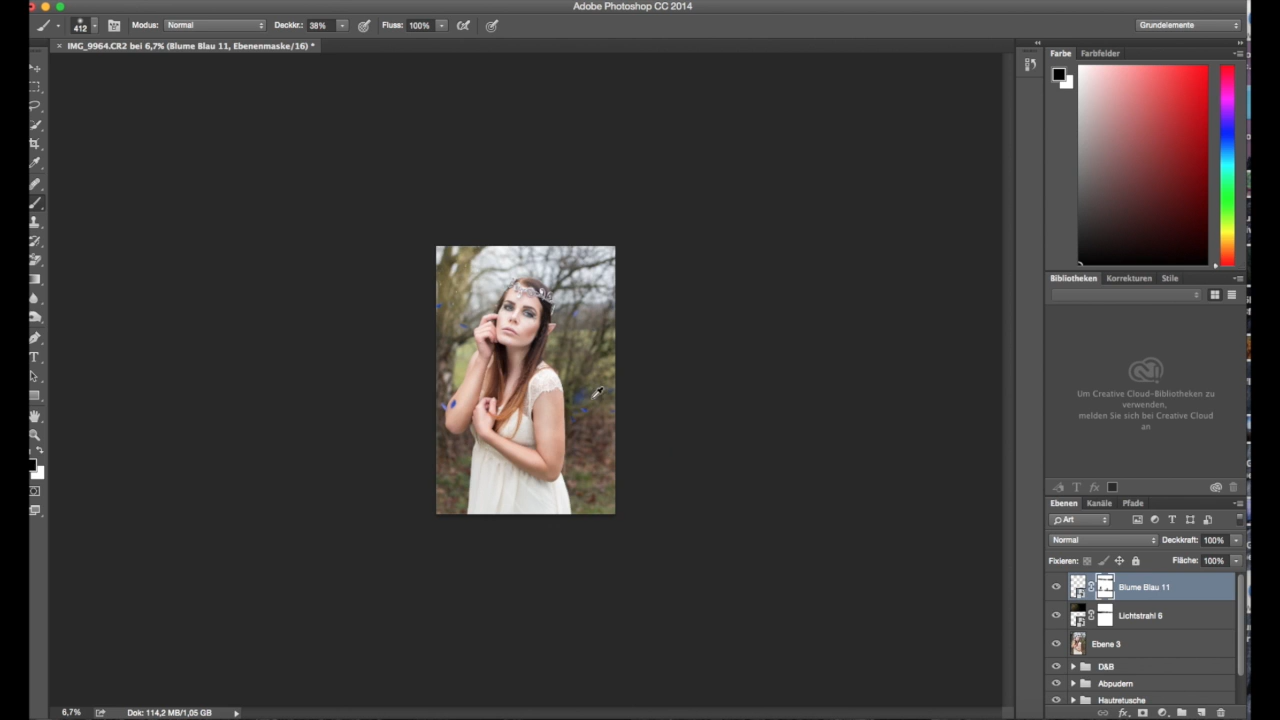 Adobe Photoshop CC 2014
412
Modus: Normal
Deckkr.: 38%
Fluss: 100%
Grundelemente
× IMG_9964.CR2 bei 6,7% (Blume Blau 11, Ebenenmaske/16) *
Farbe
Farbfelder
Bibliotheken
Korrekturen
Stile
Um Creative Cloud-Bibliotheken zu
verwenden,
melden Sie sich bei Creative Cloud
an
Ebenen
Kanäle
Pfade
Art
Normal
Deckkraft: 100%
Fixieren:
Fläche: 100%
Blume Blau 11
Lichtstrahl 6
Ebene 3
D&B
Abpudern
Hautretusche
6,7%
Dok: 114,2 MB/1,05 GB